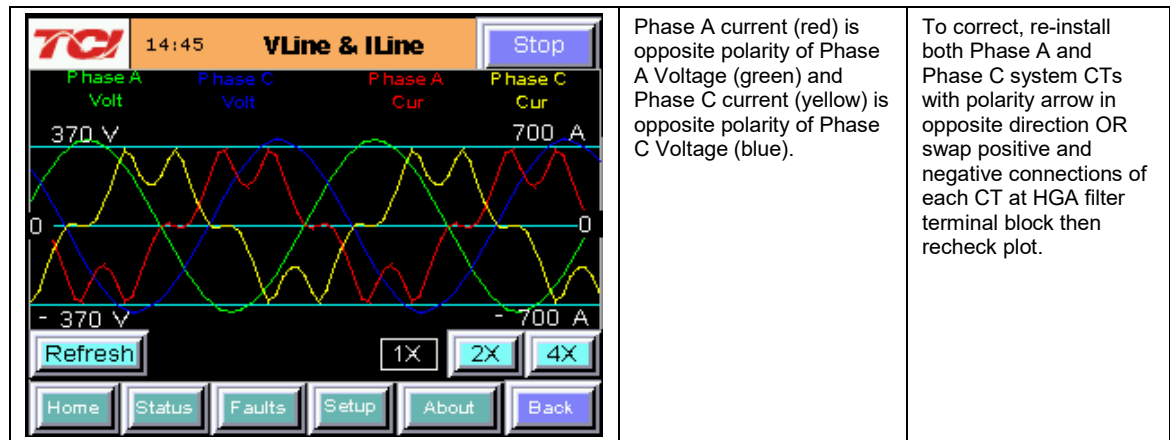 TCI
14:45
VLine & ILine
Stop
Phase A
Volt
Phase C
Volt
Phase A
Cur
Phase C
Cur
370 V
700 A
0
0
- 370 V
- 700 A
Refresh
1X
2X
4X
Home
Status
Faults
Setup
About
Back
Phase A current (red) is
opposite polarity of Phase
A Voltage (green) and
Phase C current (yellow) is
opposite polarity of Phase
C Voltage (blue).
To correct, re-install
both Phase A and
Phase C system CTs
with polarity arrow in
opposite direction OR
swap positive and
negative connections of
each CT at HGA filter
terminal block then
recheck plot.